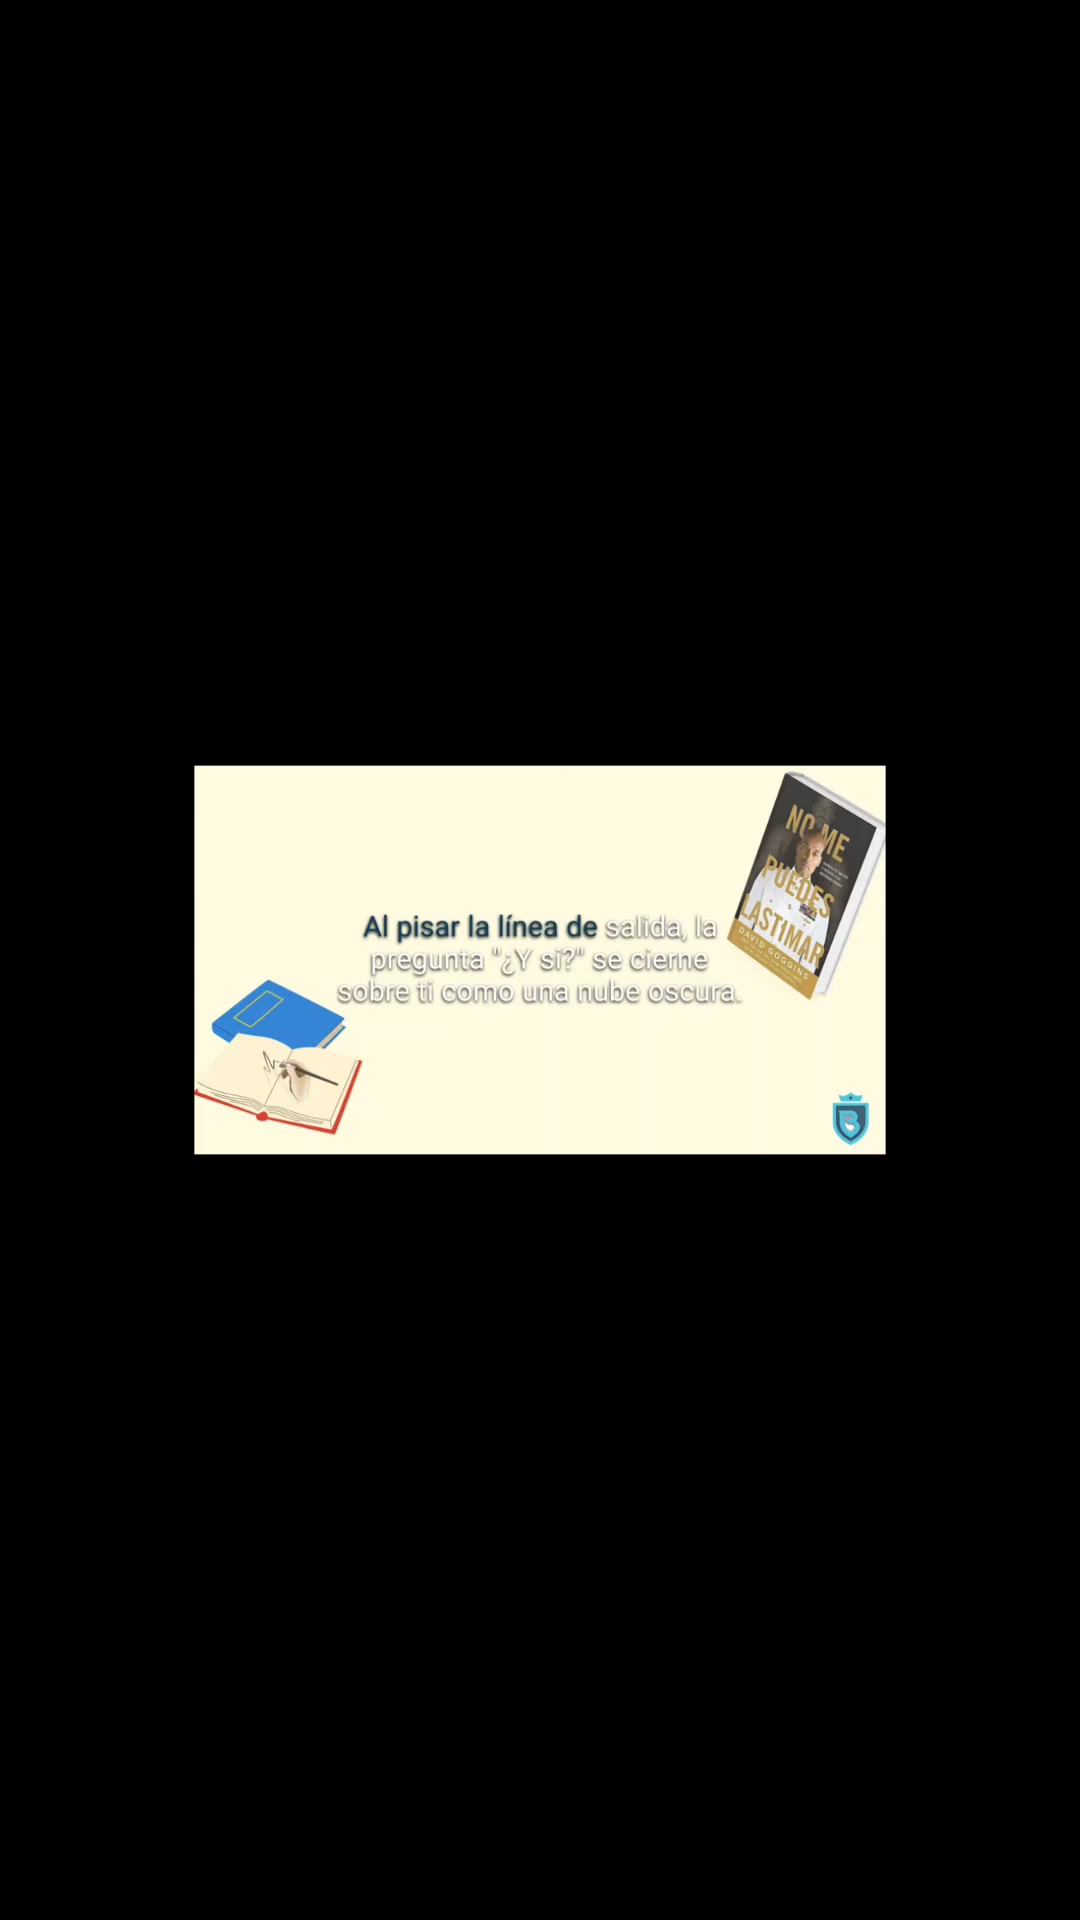 NO ME
PUEDES
LASTIMAR
DAVID GOGGINS
Al pisar la línea de salida, la
pregunta "¿Y si?" se cierne
sobre ti como una nube oscura.